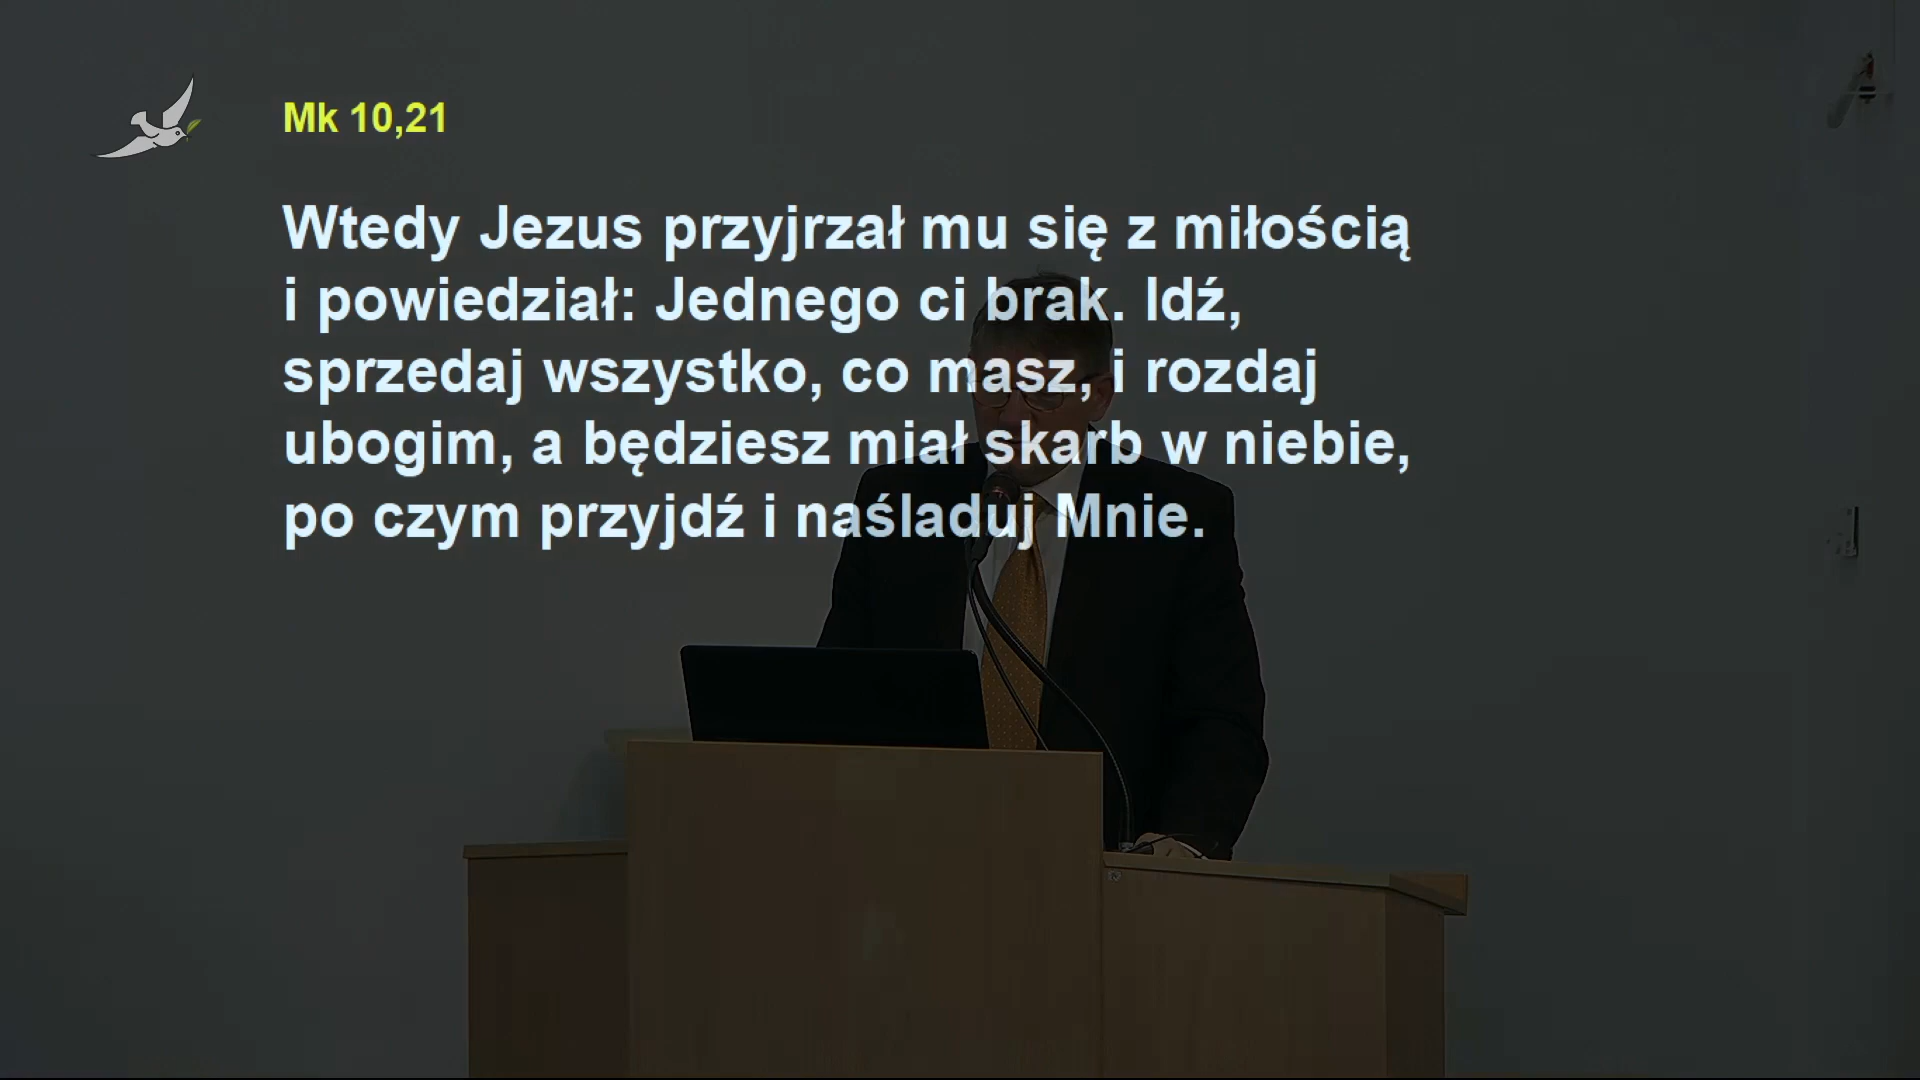 Mk 10,21
Wtedy Jezus przyjrzał mu się z miłością
i powiedział: Jednego ci brak. Idź,
sprzedaj wszystko, co masz, i rozdaj
ubogim, a będziesz miał skarb w niebie,
po czym przyjdź i naśladuj Mnie.